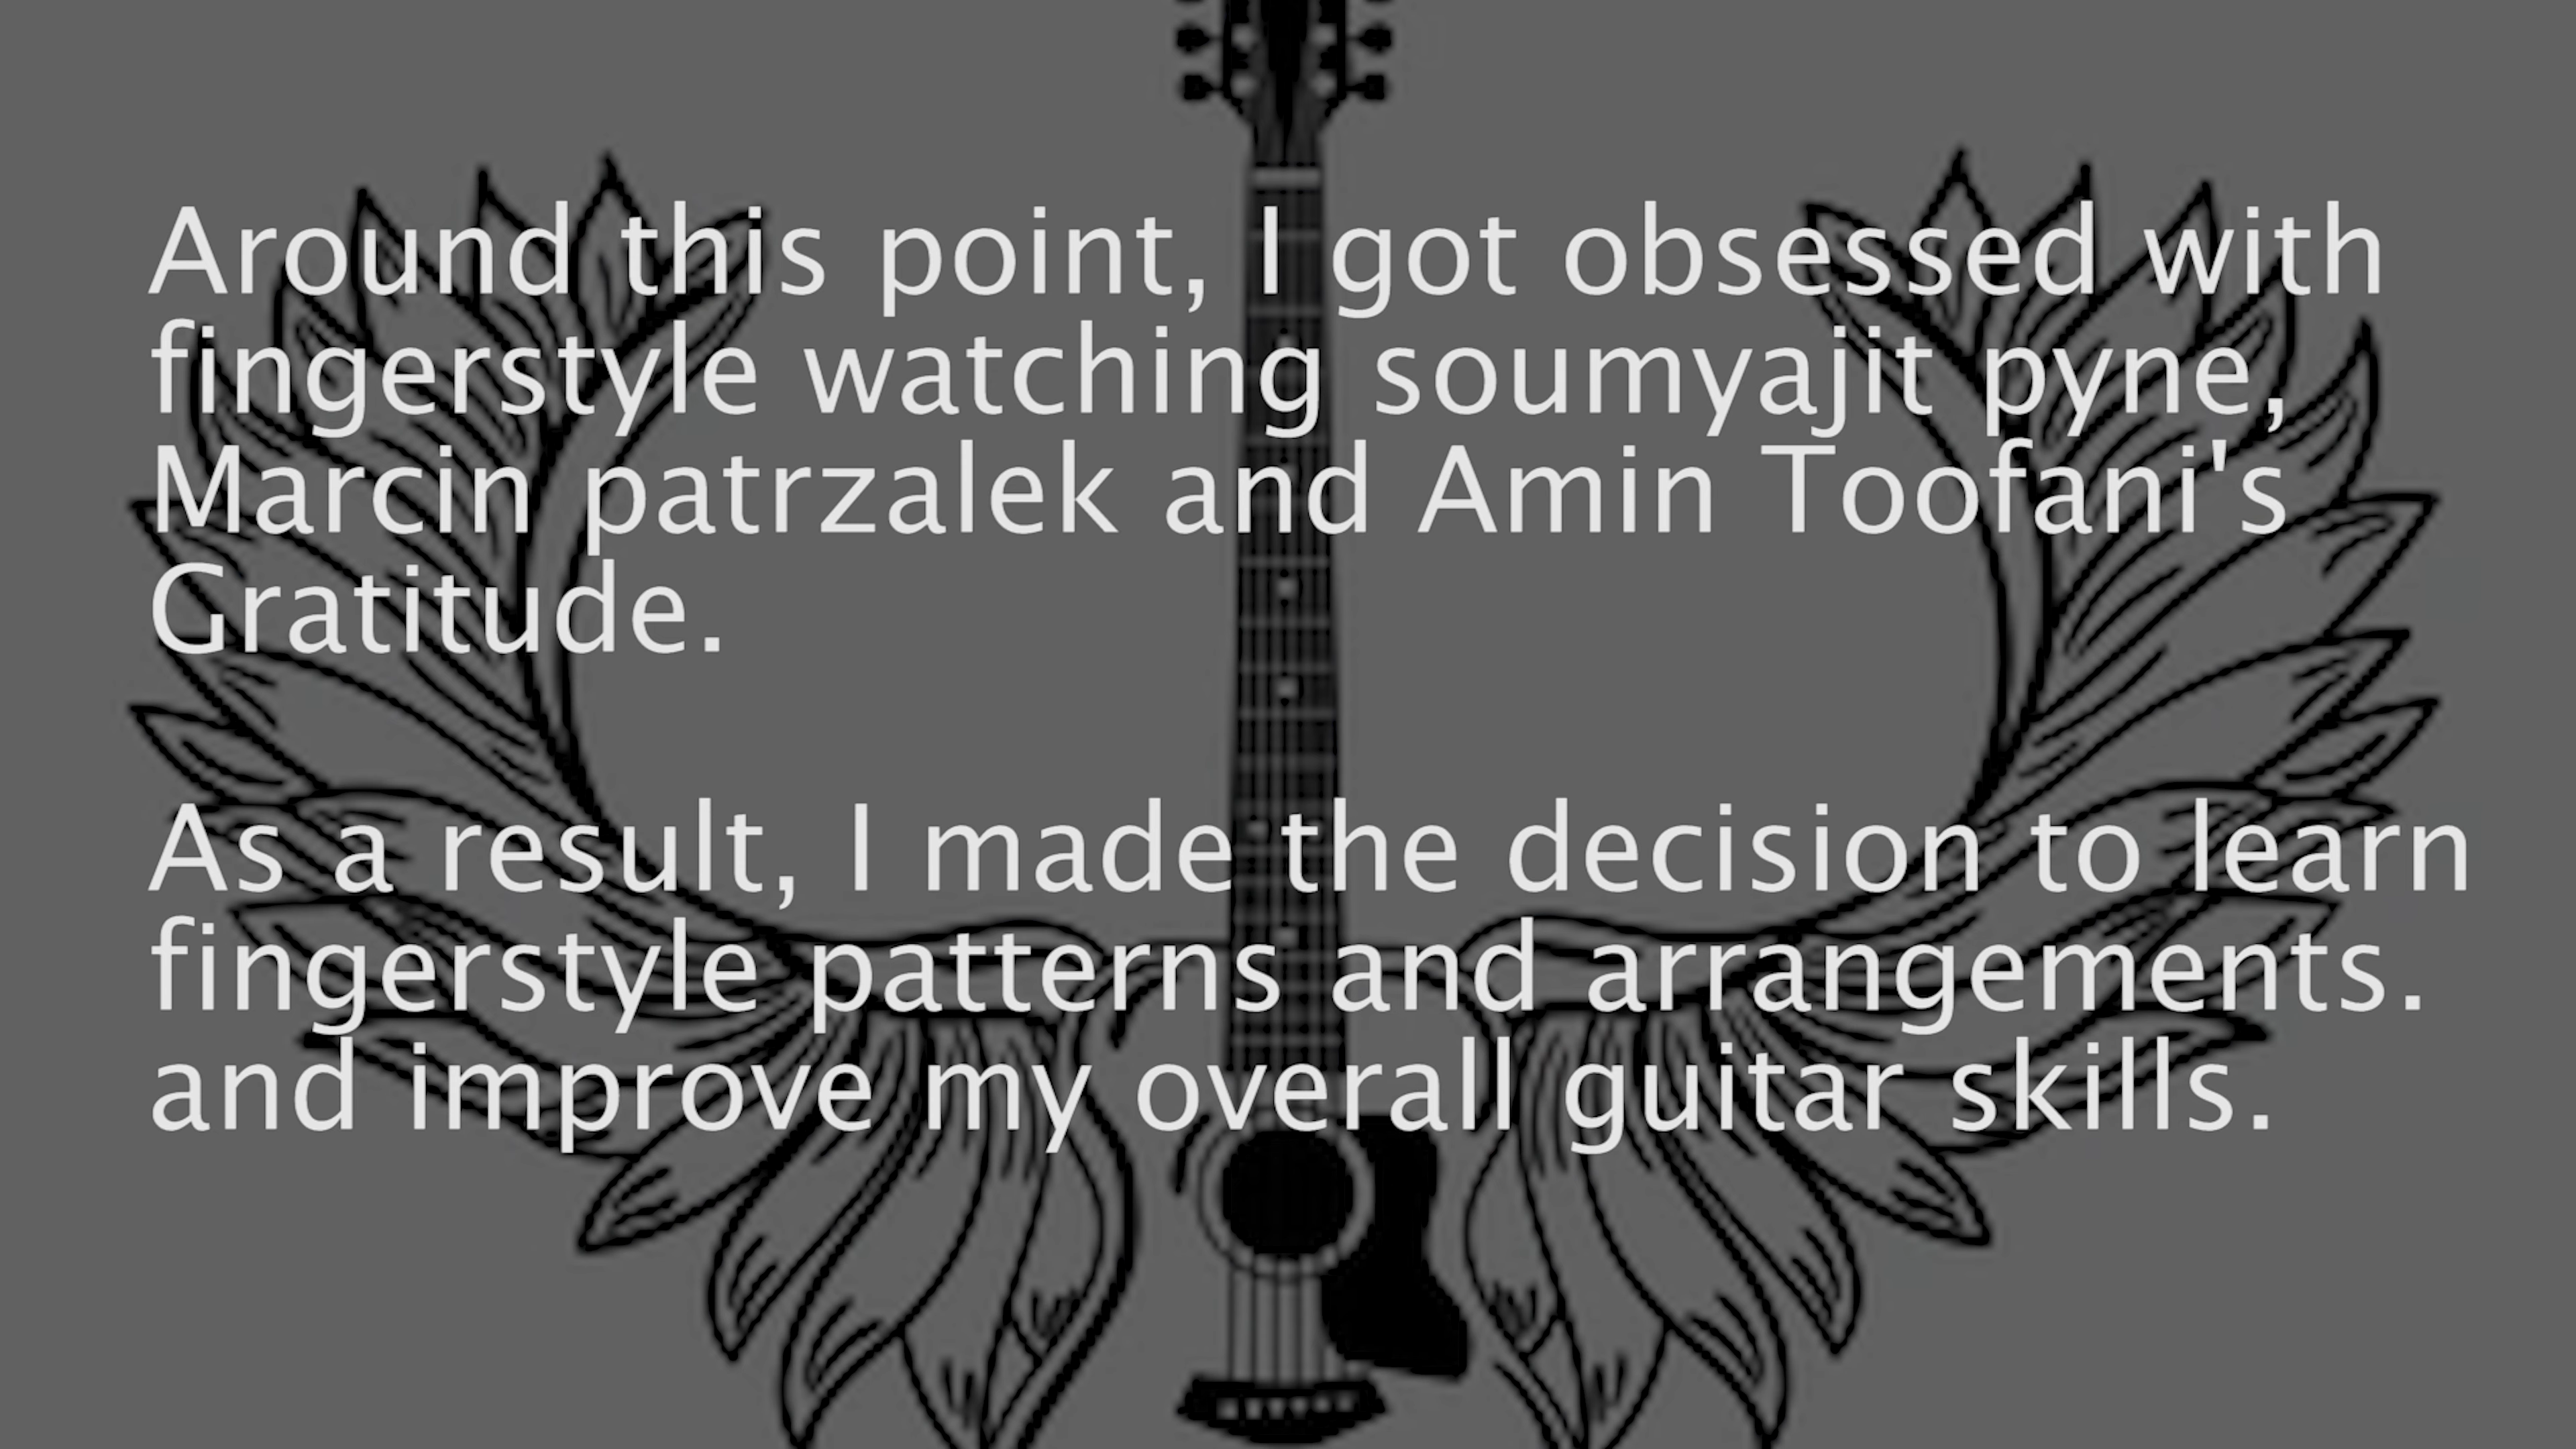 Around this point, I got obsessed with
fingerstyle watching soumyajit pyne,
Marcin patrzalek and Amin Toofani's
Gratitude.
As a result, I made the decision to learn
fingerstyle patterns and arrangements.
and improve my overall guitar skills.